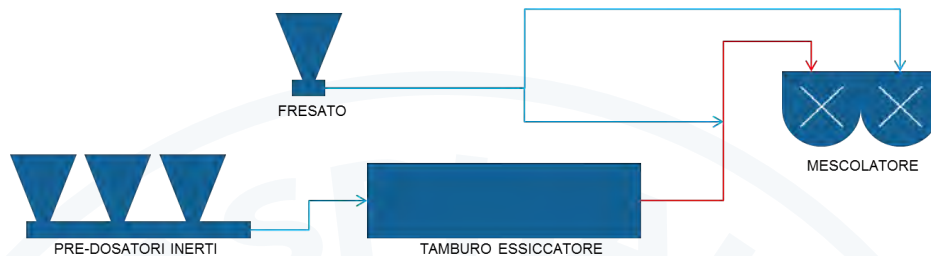 FRESATO
MESCOLATORE
PRE-DOSATORI INERTI
TAMBURO ESSICCATORE